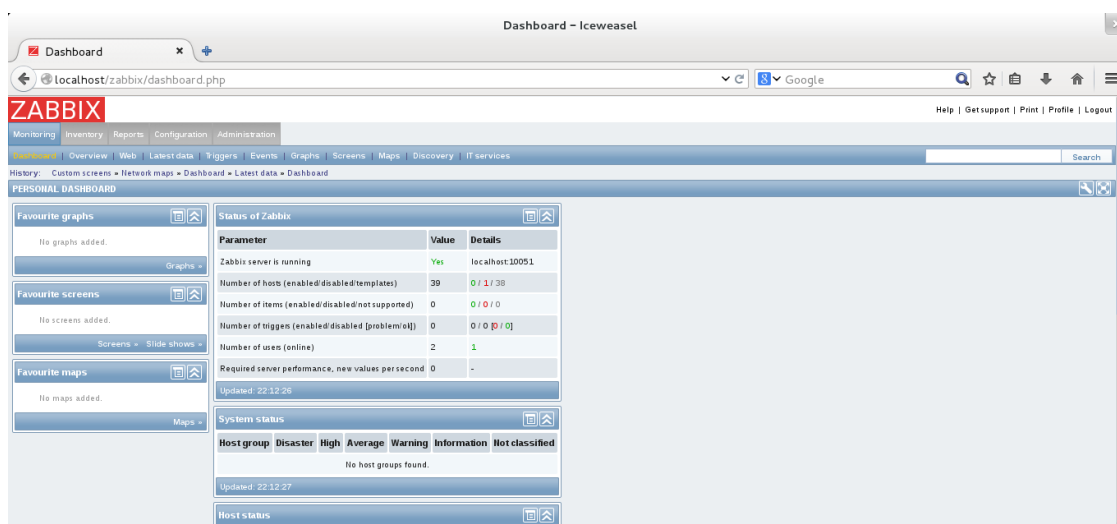 Dashboard - Iceweasel
Dashboard
localhost/zabbix/dashboard.php
Google
ZABBIX
Help | Get support | Print | Profile | Logout
Monitoring Inventory Reports Configuration Administration
Dashboard | Overview | Web | Latest data | Triggers | Events | Graphs | Screens | Maps | Discovery | IT services
Search
History: Custom screens » Network maps » Dashboard » Latest data » Dashboard
PERSONAL DASHBOARD
Favourite graphs
No graphs added.
Graphs »
Favourite screens
No screens added.
Screens » Slide shows »
Favourite maps
No maps added.
Maps »
Status of Zabbix
Parameter Value Details
Zabbix server is running Yes localhost:10051
Number of hosts (enabled/disabled/templates) 39 0 / 1 / 38
Number of items (enabled/disabled/not supported) 0 0 / 0 / 0
Number of triggers (enabled/disabled [problem/ok]) 0 0 / 0 [0 / 0]
Number of users (online) 2 1
Required server performance, new values per second 0 -
Updated: 22:12:26
System status
Host group Disaster High Average Warning Information Not classified
No host groups found.
Updated: 22:12:27
Host status